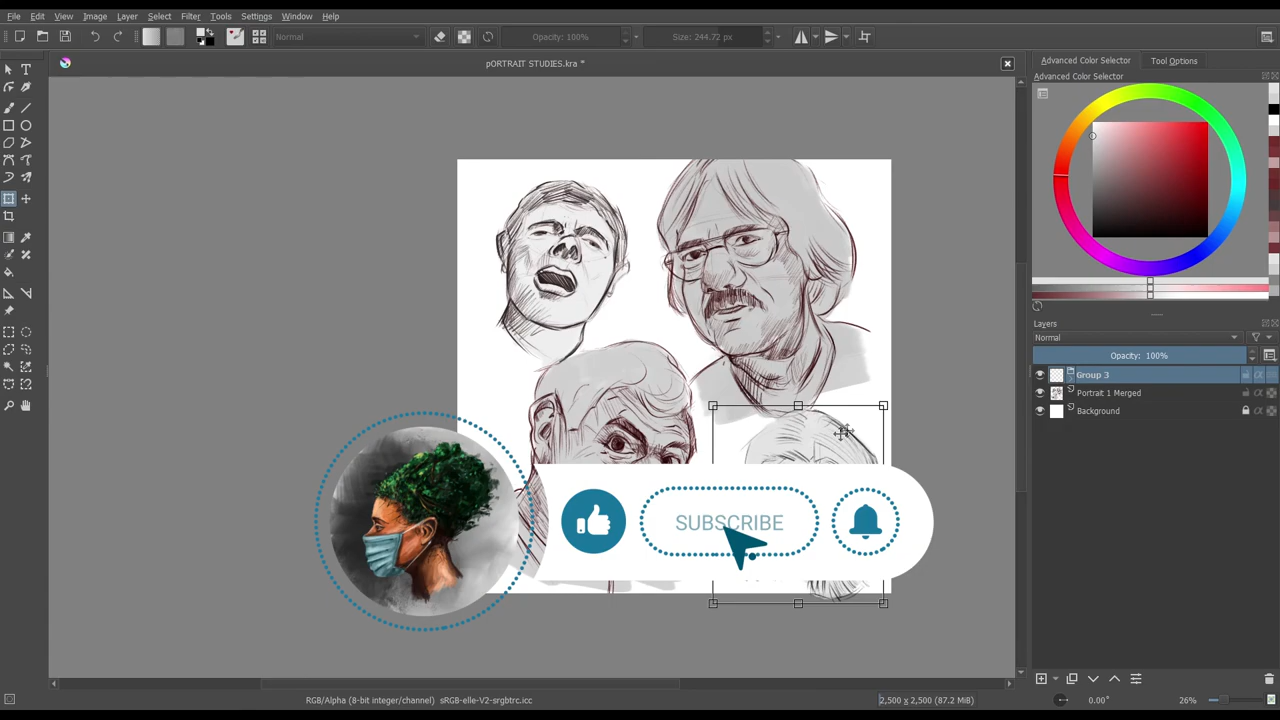 File Edit View Image Layer Select Filter Tools Settings Window Help
Normal Opacity: 100% Size: 244.72 px
pORTRAIT STUDIES.kra *
Advanced Color Selector Tool Options
Advanced Color Selector
Layers
Normal
Opacity: 100%
Group 3
Portrait 1 Merged
Background
SUBSCRIBE
RGB/Alpha (8-bit integer/channel) sRGB-elle-V2-srgbtrc.icc 2,500 x 2,500 (87.2 MiB) 0.00° 26%